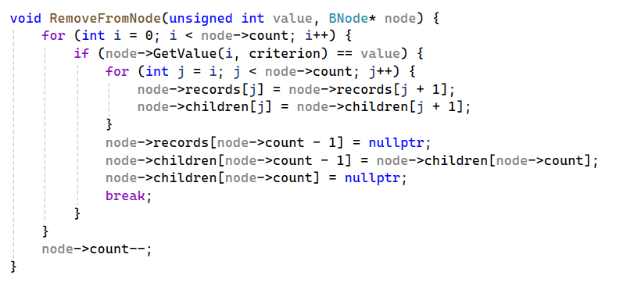 void RemoveFromNode(unsigned int value, BNode* node) {
    for (int i = 0; i < node->count; i++) {
        if (node->GetValue(i, criterion) == value) {
            for (int j = i; j < node->count; j++) {
                node->records[j] = node->records[j + 1];
                node->children[j] = node->children[j + 1];
            }
            node->records[node->count - 1] = nullptr;
            node->children[node->count - 1] = node->children[node->count];
            node->children[node->count] = nullptr;
            break;
        }
    }
    node->count--;
}